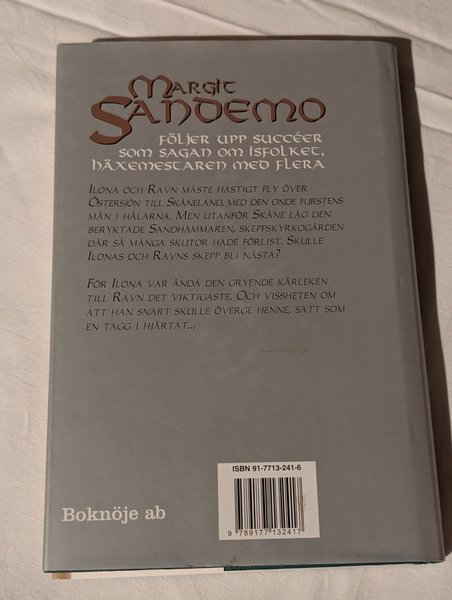 Margit
Sandemo
följer upp succéer
som Sagan om Isfolket,
Häxemestaren med flera
Ilona och Ravn måste hastigt fly över
Östersjön till Skåneland, med den onde furstens
män i hälarna. Men utanför Skåne låg den
beryktade Sandhammaren, skeppskyrkogården
där så många skutor hade förlist. Skulle
Ilonas och Ravns skepp bli nästa?
För Ilona var ändå den gryende kärleken
till Ravn det viktigaste. Och vissheten om
att han snart skulle överge henne, satt som
en tagg i hjärtat...
ISBN 91-7713-241-6
9 789177 132417
Boknöje ab